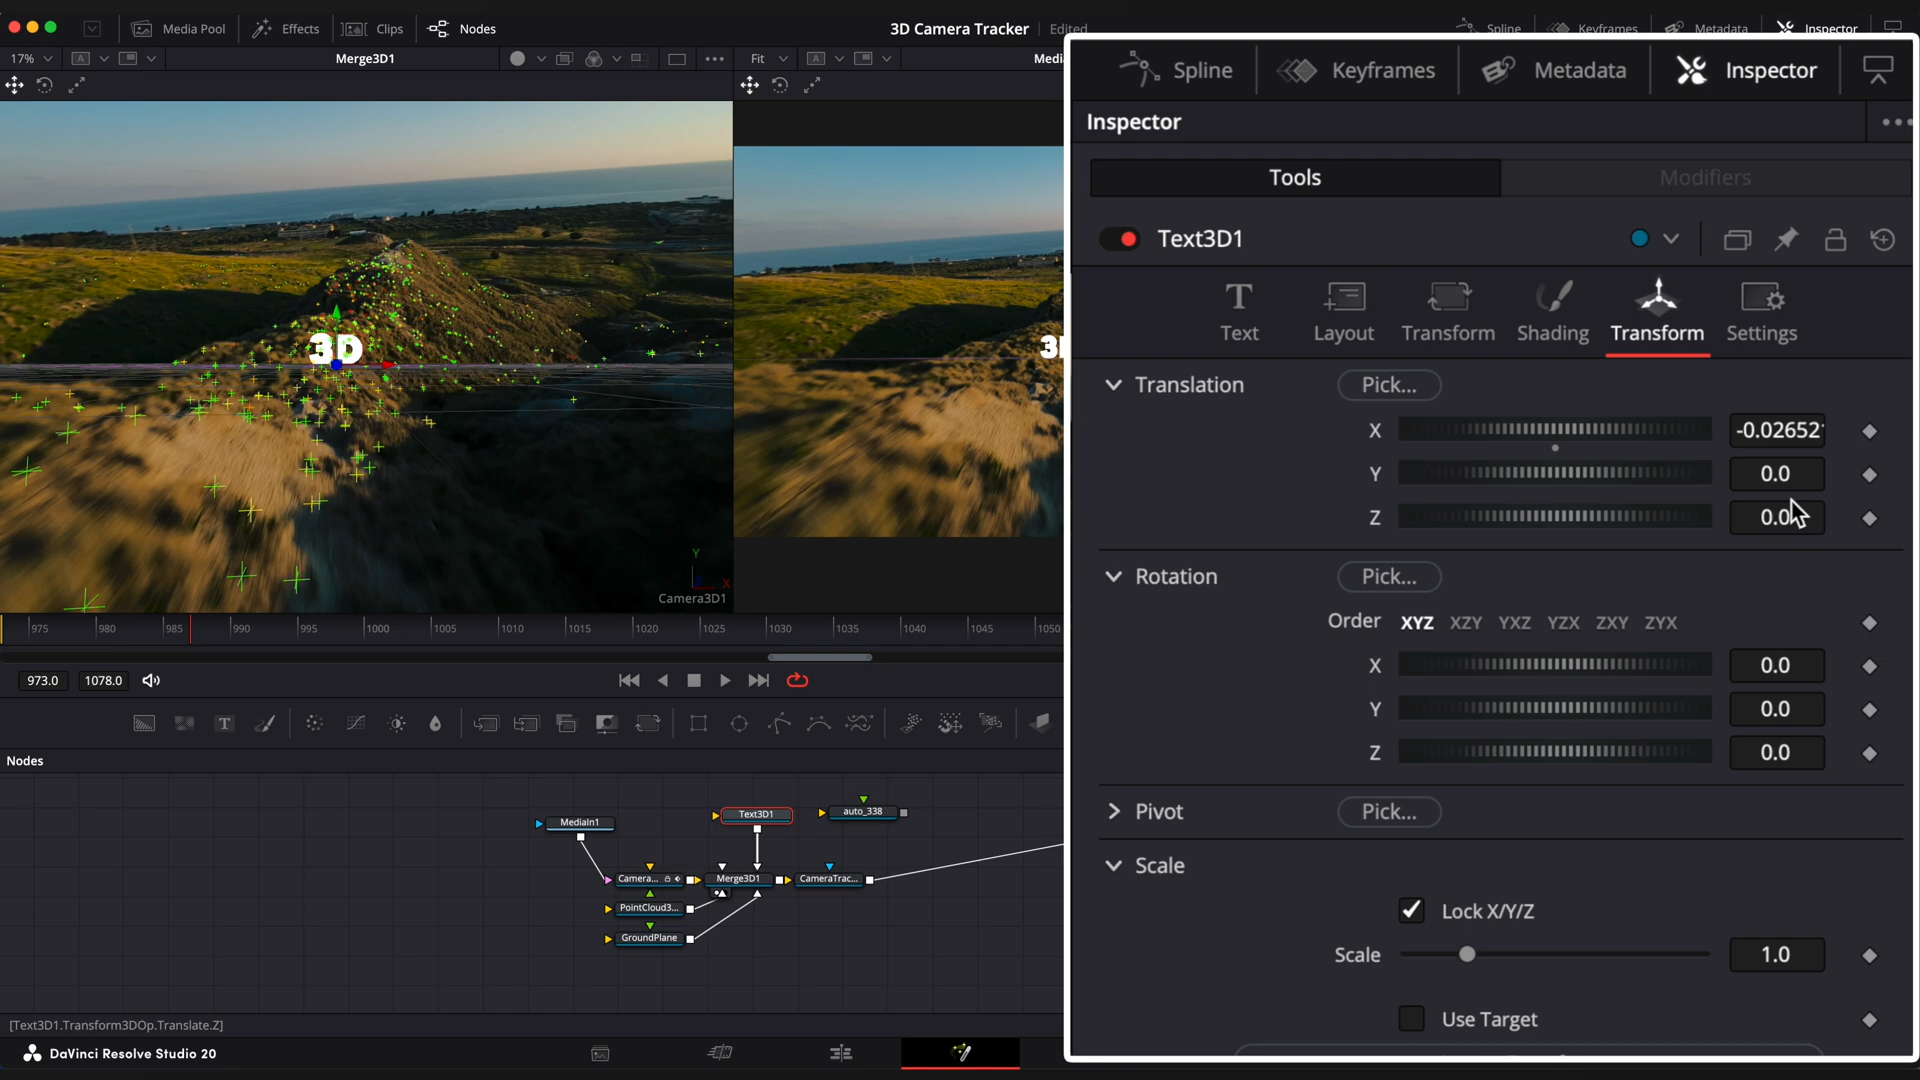 Media Pool
Effects
Clips
Nodes
3D Camera Tracker
Edited
Spline
Keyframes
Metadata
Inspector
17%
A
Merge3D1
Fit
A
Medi
Spline
Keyframes
Metadata
Inspector
Inspector
Tools
Modifiers
Text3D1
Text
Layout
Transform
Shading
Transform
Settings
Translation
Pick...
X
-0.02652
Y
0.0
Z
0.0
Rotation
Pick...
Order
XYZ
XZY
YXZ
YZX
ZXY
ZYX
X
0.0
Y
0.0
Z
0.0
Pivot
Pick...
Scale
Lock X/Y/Z
Scale
1.0
Use Target
3D
Y
X
Camera3D1
3D
975
980
985
990
995
1000
1005
1010
1015
1020
1025
1030
1035
1040
1045
1050
973.0
1078.0
T
Nodes
MediaIn1
Text3D1
auto_338
Camera...
Merge3D1
CameraTrac...
PointCloud3...
GroundPlane
[Text3D1.Transform3DOp.Translate.Z]
DaVinci Resolve Studio 20